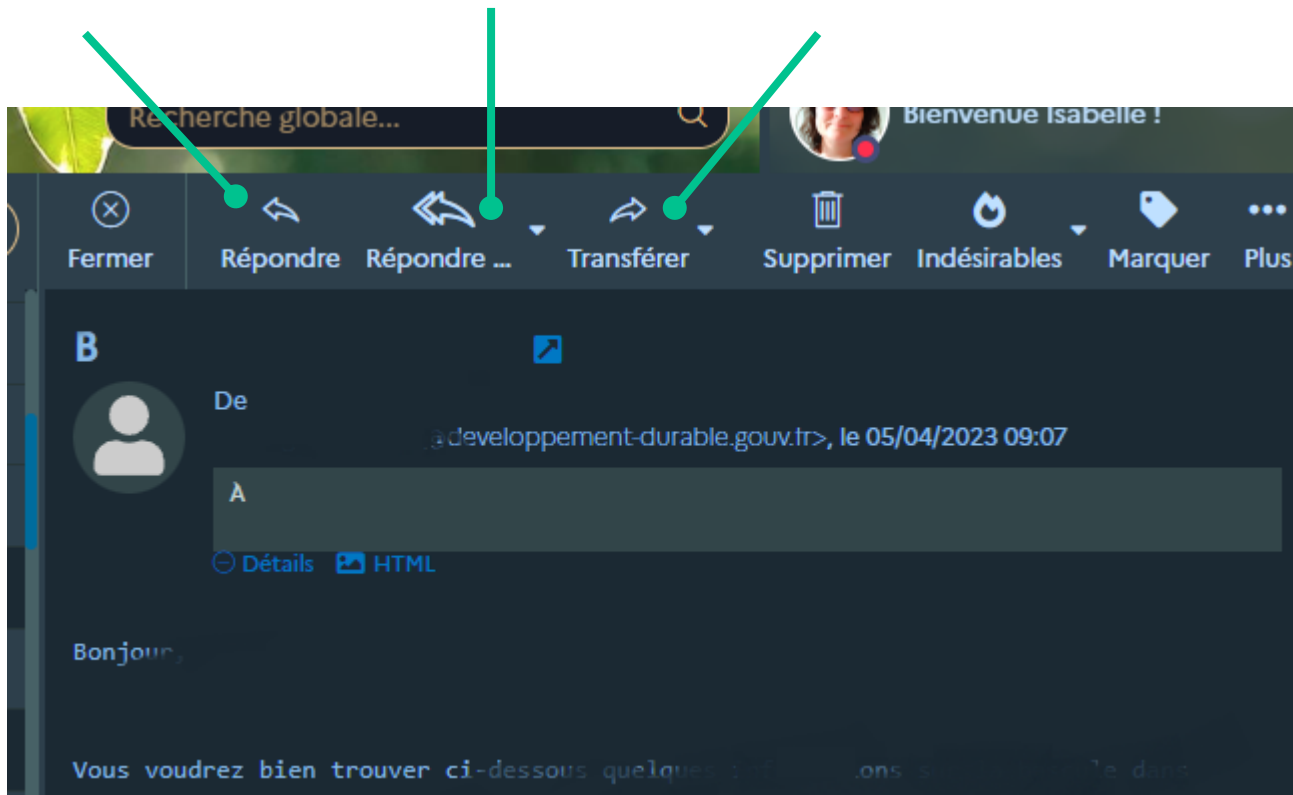 Recherche globale...
Bienvenue Isabelle !
Fermer Répondre Répondre ... Transférer Supprimer Indésirables Marquer Plus
B
De
@developpement-durable.gouv.fr>, le 05/04/2023 09:07
À
Détails HTML
Bonjour,
Vous voudrez bien trouver ci-dessous quelques dans